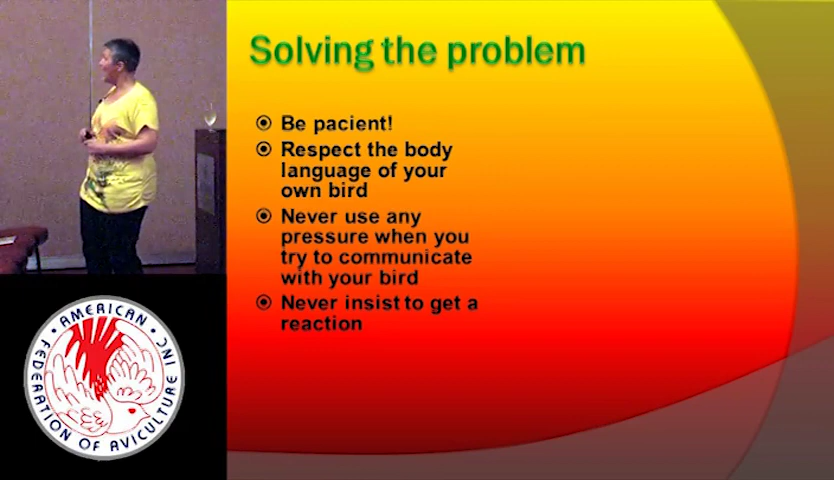 Solving the problem
Be pacient!
Respect the body
language of your
own bird
Never use any
pressure when you
try to communicate
with your bird
Never insist to get a
reaction
AMERICAN
FEDERATION OF AVICULTURE INC